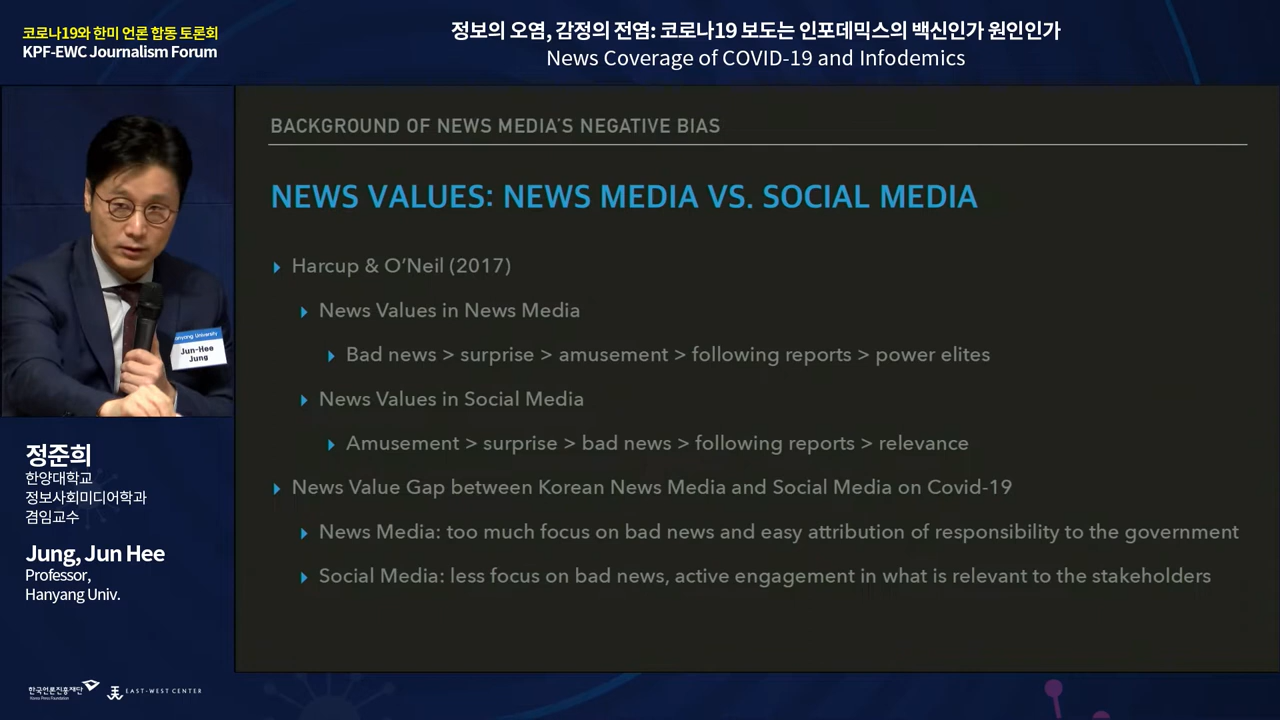 코로나19와 한미 언론 합동 토론회
KPF-EWC Journalism Forum
정보의 오염, 감정의 전염: 코로나19 보도는 인포데믹스의 백신인가 원인인가
News Coverage of COVID-19 and Infodemics
BACKGROUND OF NEWS MEDIA'S NEGATIVE BIAS
NEWS VALUES: NEWS MEDIA VS. SOCIAL MEDIA
Harcup & O'Neil (2017)
News Values in News Media
Bad news > surprise > amusement > following reports > power elites
News Values in Social Media
Amusement > surprise > bad news > following reports > relevance
News Value Gap between Korean News Media and Social Media on Covid-19
News Media: too much focus on bad news and easy attribution of responsibility to the government
Social Media: less focus on bad news, active engagement in what is relevant to the stakeholders
University
Jun-Hee
Jung
정준희
한양대학교
정보사회미디어학과
겸임교수
Jung, Jun Hee
Professor,
Hanyang Univ.
한국언론진흥재단
Korea Press Foundation
EAST-WEST CENTER